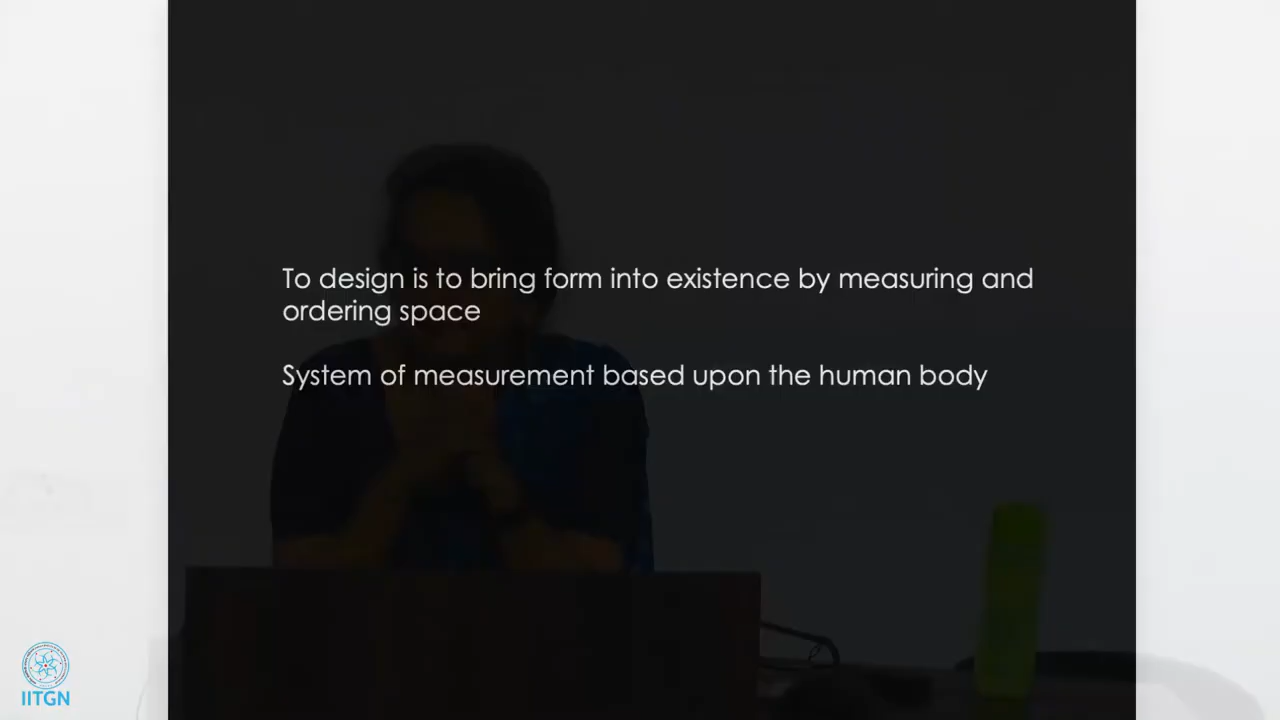 To design is to bring form into existence by measuring and
ordering space
System of measurement based upon the human body
IITGN